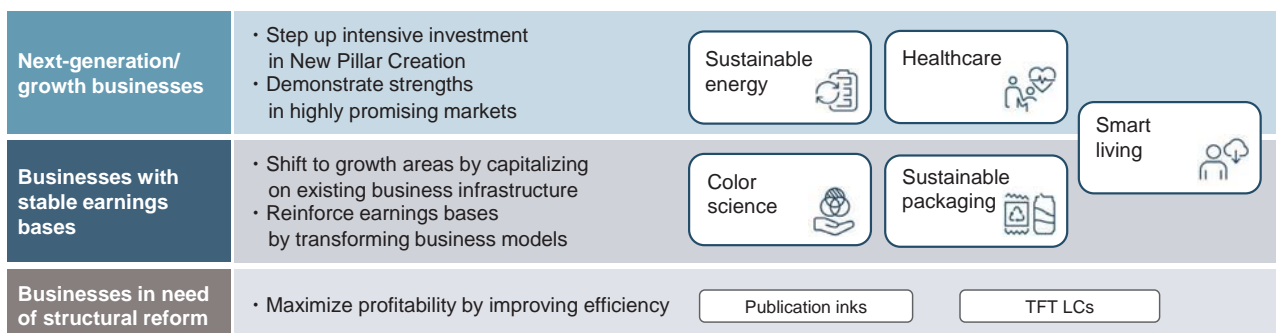 Next-generation/
growth businesses
・Step up intensive investment
in New Pillar Creation
・Demonstrate strengths
in highly promising markets
Sustainable
energy
Healthcare
Smart
living
Businesses with
stable earnings
bases
・Shift to growth areas by capitalizing
on existing business infrastructure
・Reinforce earnings bases
by transforming business models
Color
science
Sustainable
packaging
Businesses in need
of structural reform
・Maximize profitability by improving efficiency
Publication inks
TFT LCs